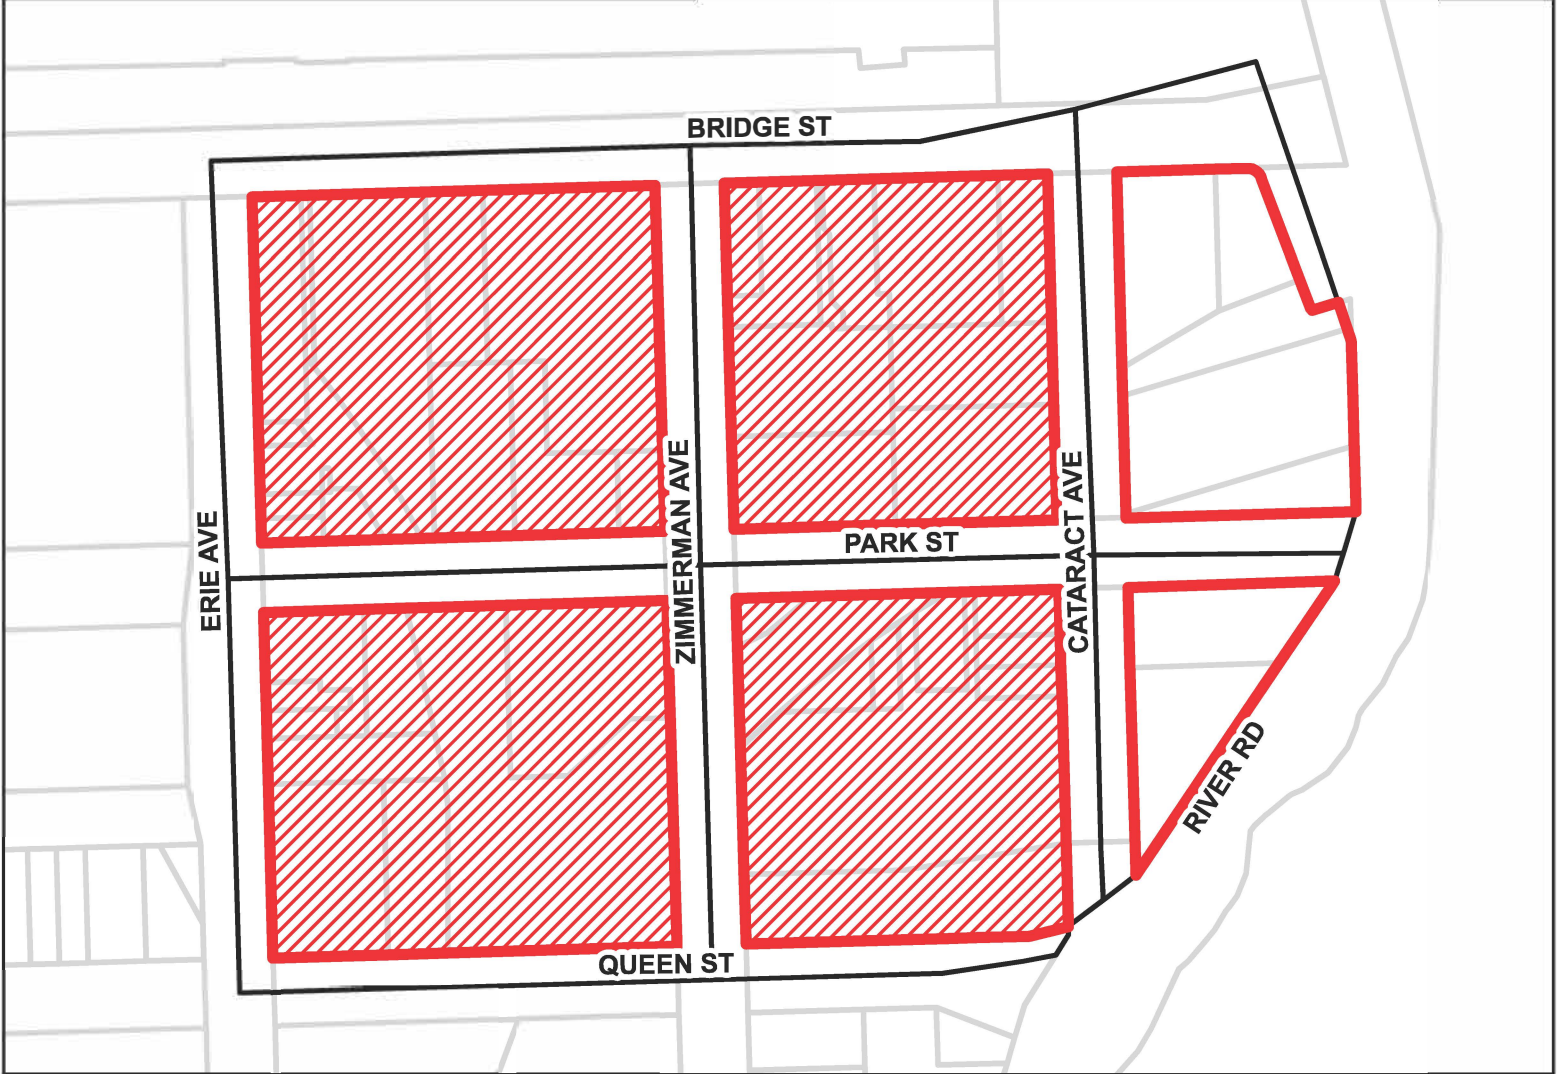 BRIDGE ST
ERIE AVE
ZIMMERMAN AVE
PARK ST
CATARACT AVE
RIVER RD
QUEEN ST